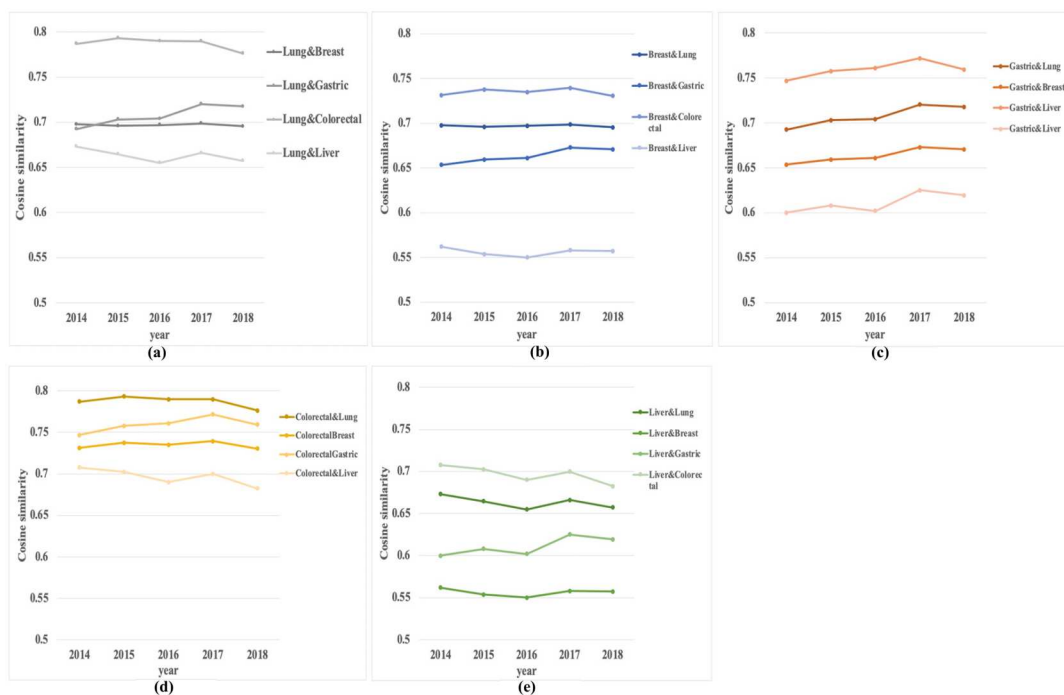 0.8
0.75
0.7
0.65
0.6
0.55
0.5
Cosine similarity
2014 2015 2016 2017 2018
year
Lung&Breast
Lung&Gastric
Lung&Colorectal
Lung&Liver
(a)
0.8
0.75
0.7
0.65
0.6
0.55
0.5
Cosine similarity
2014 2015 2016 2017 2018
year
Breast&Lung
Breast&Gastric
Breast&Colore
ctal
Breast&Liver
(b)
0.8
0.75
0.7
0.65
0.6
0.55
0.5
Cosine similarity
2014 2015 2016 2017 2018
year
Gastric&Lung
Gastric&Breast
Gastric&Liver
Gastric&Liver
(c)
0.8
0.75
0.7
0.65
0.6
0.55
0.5
Cosine similarity
2014 2015 2016 2017 2018
year
Colorectal&Lung
ColorectalBreast
ColorectalGastric
Colorectal&Liver
(d)
0.8
0.75
0.7
0.65
0.6
0.55
0.5
Cosine similarity
2014 2015 2016 2017 2018
year
Liver&Lung
Liver&Breast
Liver&Gastric
Liver&Colorec
tal
(e)